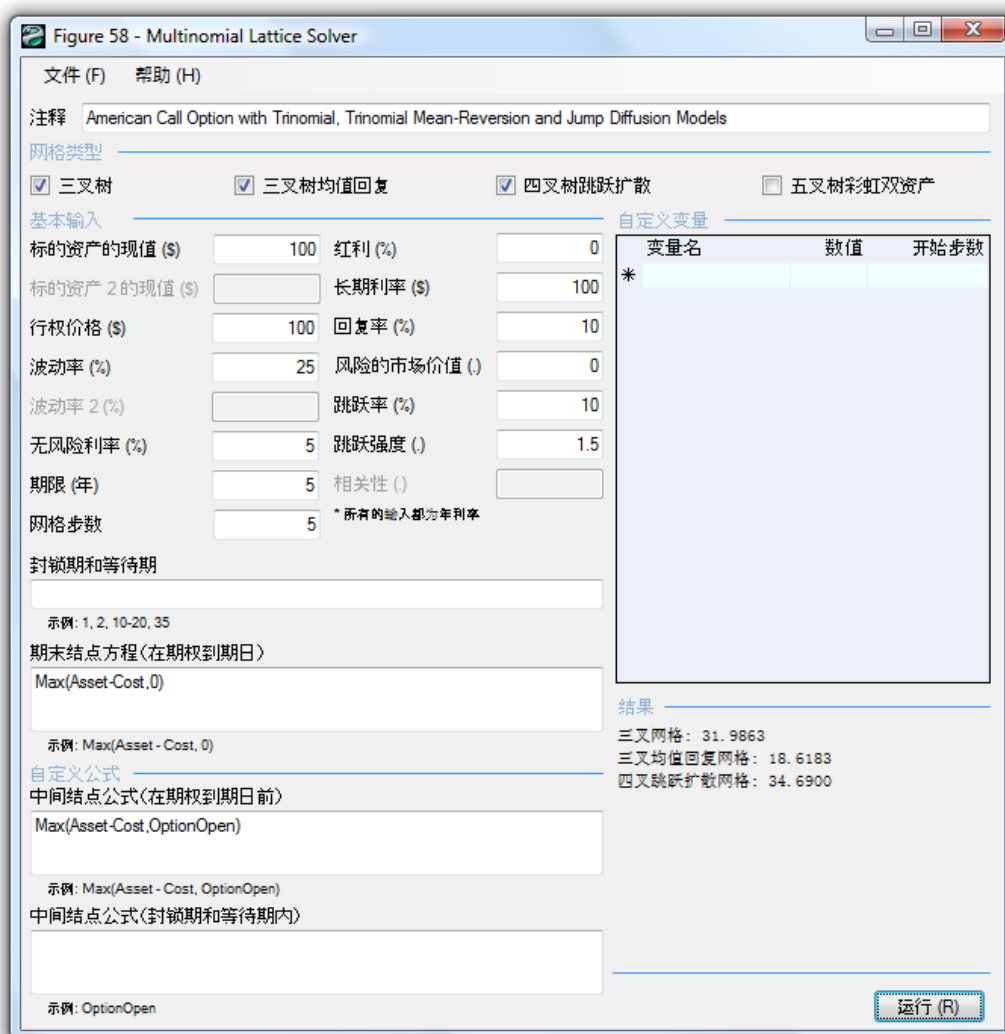 Figure 58 - Multinomial Lattice Solver
文件 (F) 帮助 (H)
注释 American Call Option with Trinomial, Trinomial Mean-Reversion and Jump Diffusion Models
网格类型
三叉树 三叉树均值回复 四叉树跳跃扩散 五叉树彩虹双资产
基本输入
标的资产的现值 ($) 100 红利 (%) 0
标的资产 2 的现值 ($) 长期利率 ($) 100
行权价格 ($) 100 回复率 (%) 10
波动率 (%) 25 风险的市场价值 (.) 0
波动率 2 (%) 跳跃率 (%) 10
无风险利率 (%) 5 跳跃强度 (.) 1.5
期限 (年) 5 相关性 (.)
网格步数 5 * 所有的输入都为年利率
封锁期和等待期
示例: 1, 2, 10-20, 35
期末结点方程(在期权到期日)
Max(Asset-Cost,0)
示例: Max(Asset - Cost, 0)
自定义公式
中间结点公式(在期权到期日前)
Max(Asset-Cost,OptionOpen)
示例: Max(Asset - Cost, OptionOpen)
中间结点公式(封锁期和等待期内)
示例: OptionOpen
自定义变量
变量名 数值 开始步数
*
结果
三叉网格: 31.9863
三叉均值回复网格: 18.6183
四叉跳跃扩散网格: 34.6900
运行 (R)